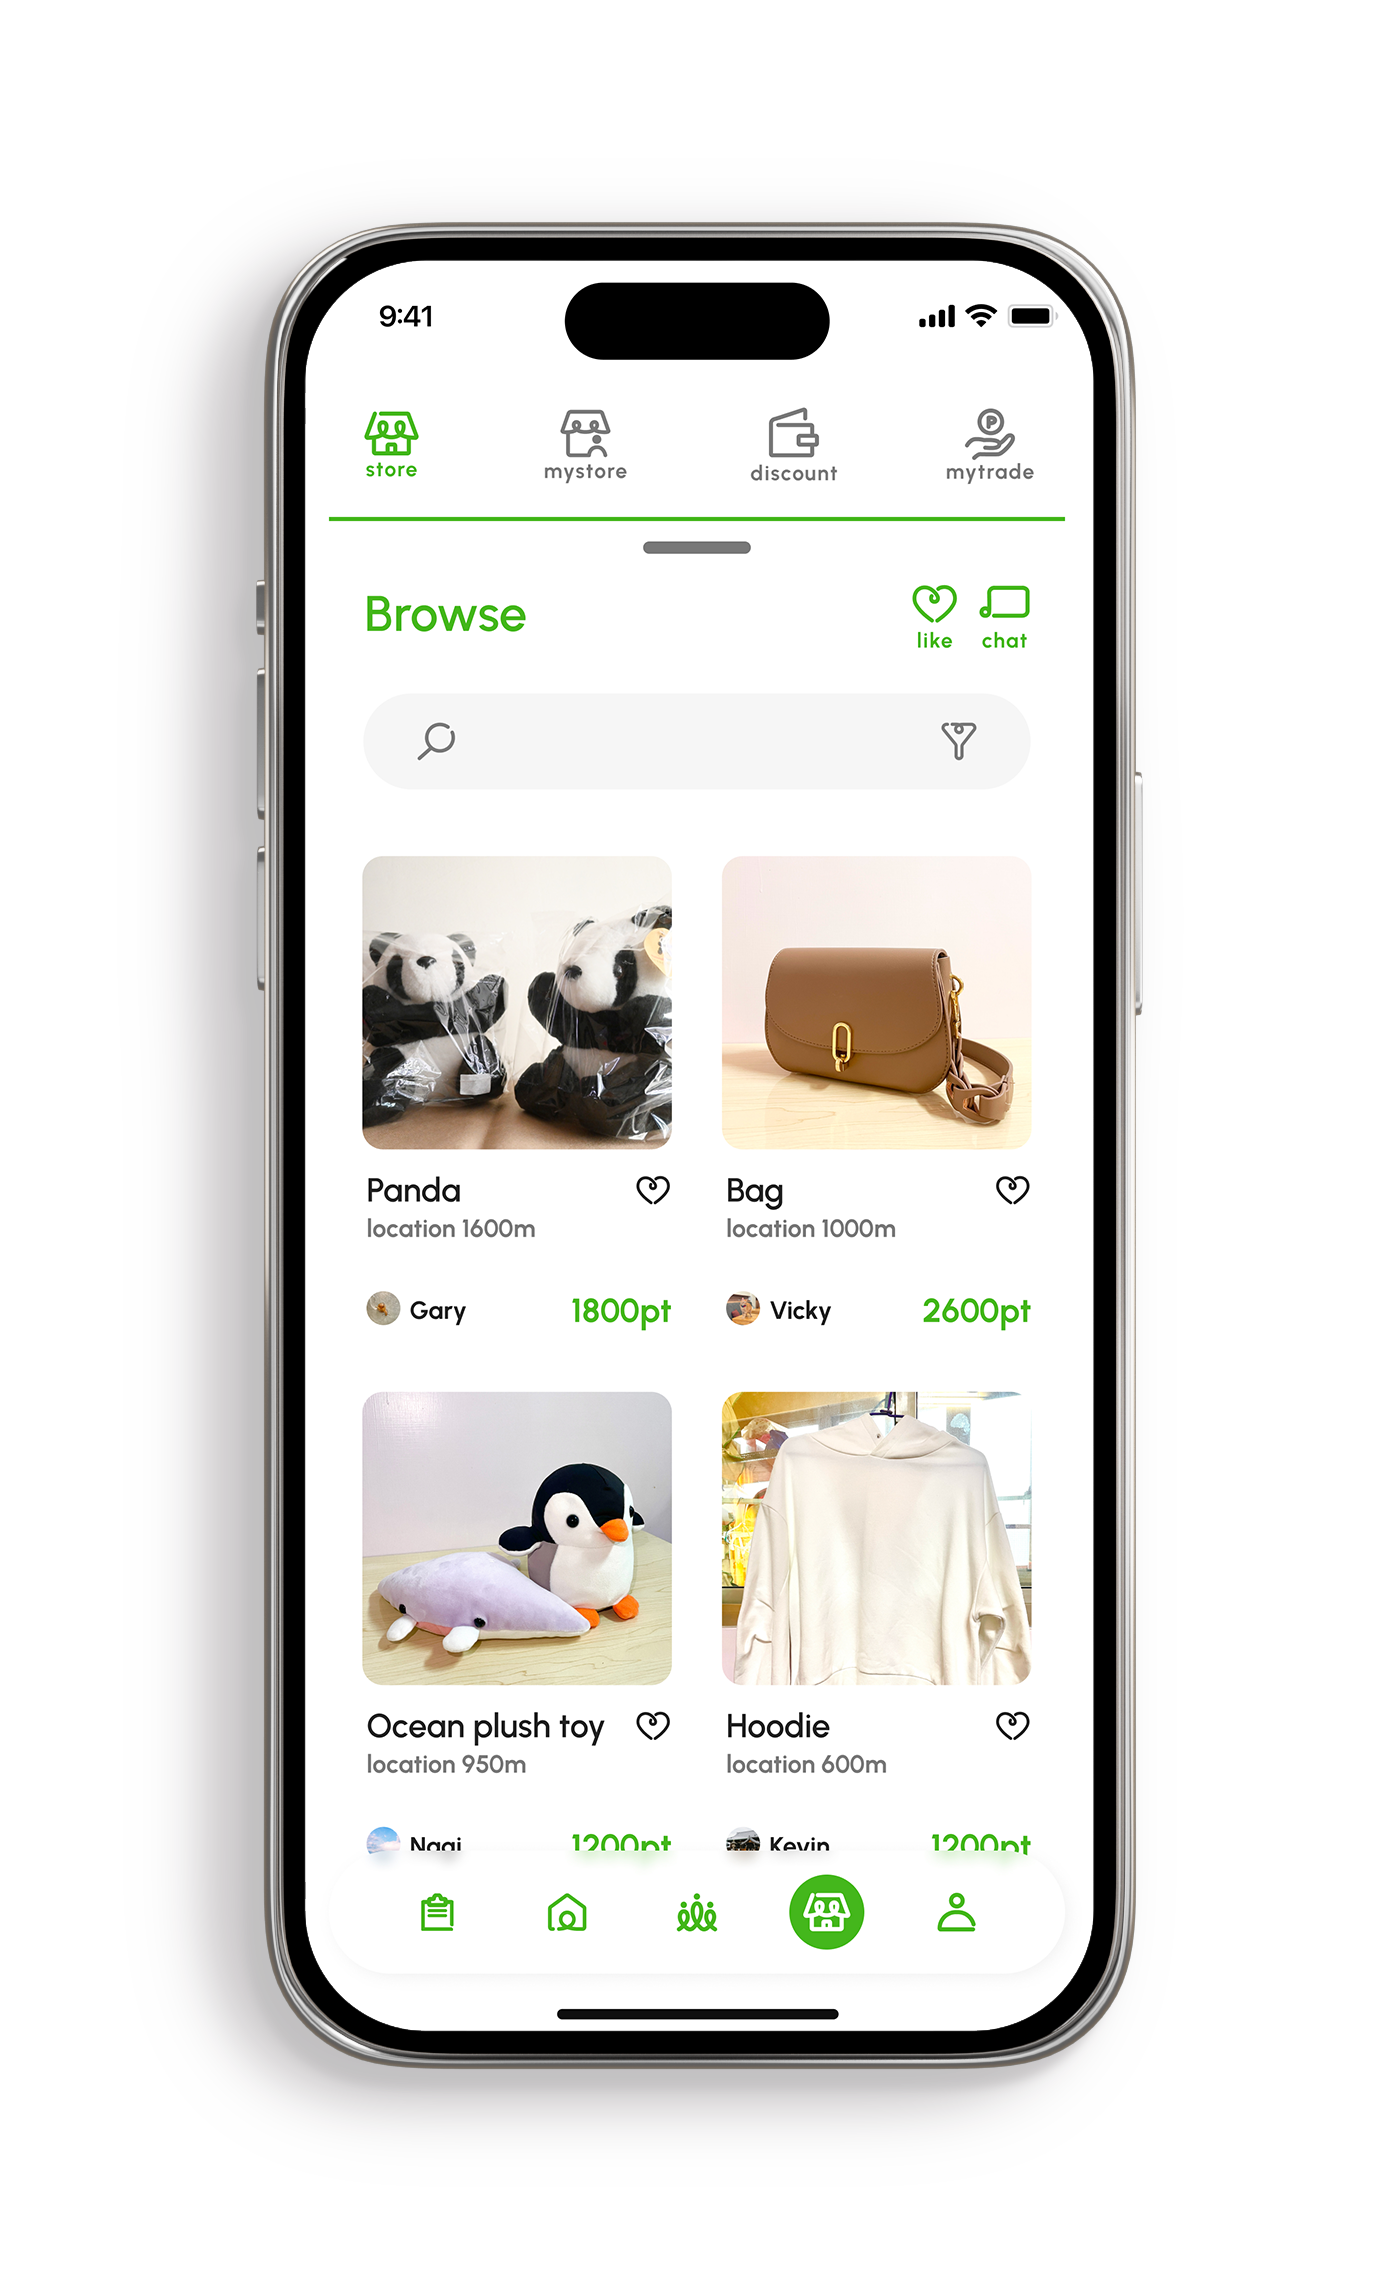 9:41
store mystore discount mytrade
Browse
like chat
Panda
location 1600m
Gary 1800pt
Bag
location 1000m
Vicky 2600pt
Ocean plush toy
location 950m
1200pt
Hoodie
location 600m
Kevin 1200pt